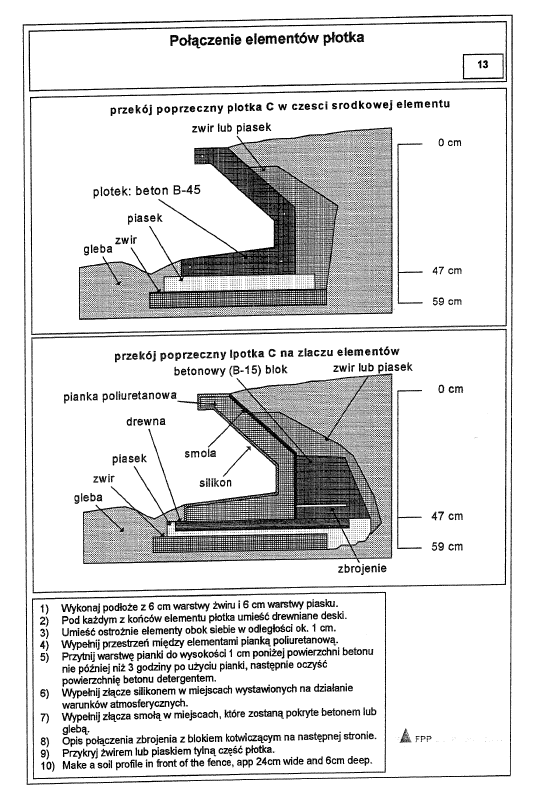 Połączenie elementów płotka
13
przekój poprzeczny plotka C w czesci srodkowej elementu
zwir lub piasek
0 cm
plotek: beton B-45
piasek
zwir
gleba
47 cm
59 cm
przekój poprzeczny lpotka C na zlaczu elementów
betonowy (B-15) blok
zwir lub piasek
pianka poliuretanowa
0 cm
drewna
smola
piasek
silikon
zwir
gleba
47 cm
59 cm
zbrojenie
1) Wykonaj podłoże z 6 cm warstwy żwiru i 6 cm warstwy piasku.
2) Pod każdym z końców elementu płotka umieść drewniane deski.
3) Umieść ostrożnie elementy obok siebie w odległości ok. 1 cm.
4) Wypełnij przestrzeń między elementami pianką poliuretanową.
5) Przytnij warstwę pianki do wysokości 1 cm poniżej powierzchni betonu
nie później niż 3 godziny po użyciu pianki, następnie oczyść
powierzchnię betonu detergentem.
6) Wypełnij złącze silikonem w miejscach wystawionych na działanie
warunków atmosferycznych.
7) Wypełnij złącza smołą w miejscach, które zostaną pokryte betonem lub
glebą.
8) Opis połączenia zbrojenia z blokiem kotwiczącym na następnej stronie.
9) Przykryj żwirem lub piaskiem tylną część płotka.
10) Make a soil profile in front of the fence, app 24cm wide and 6cm deep.
FPP